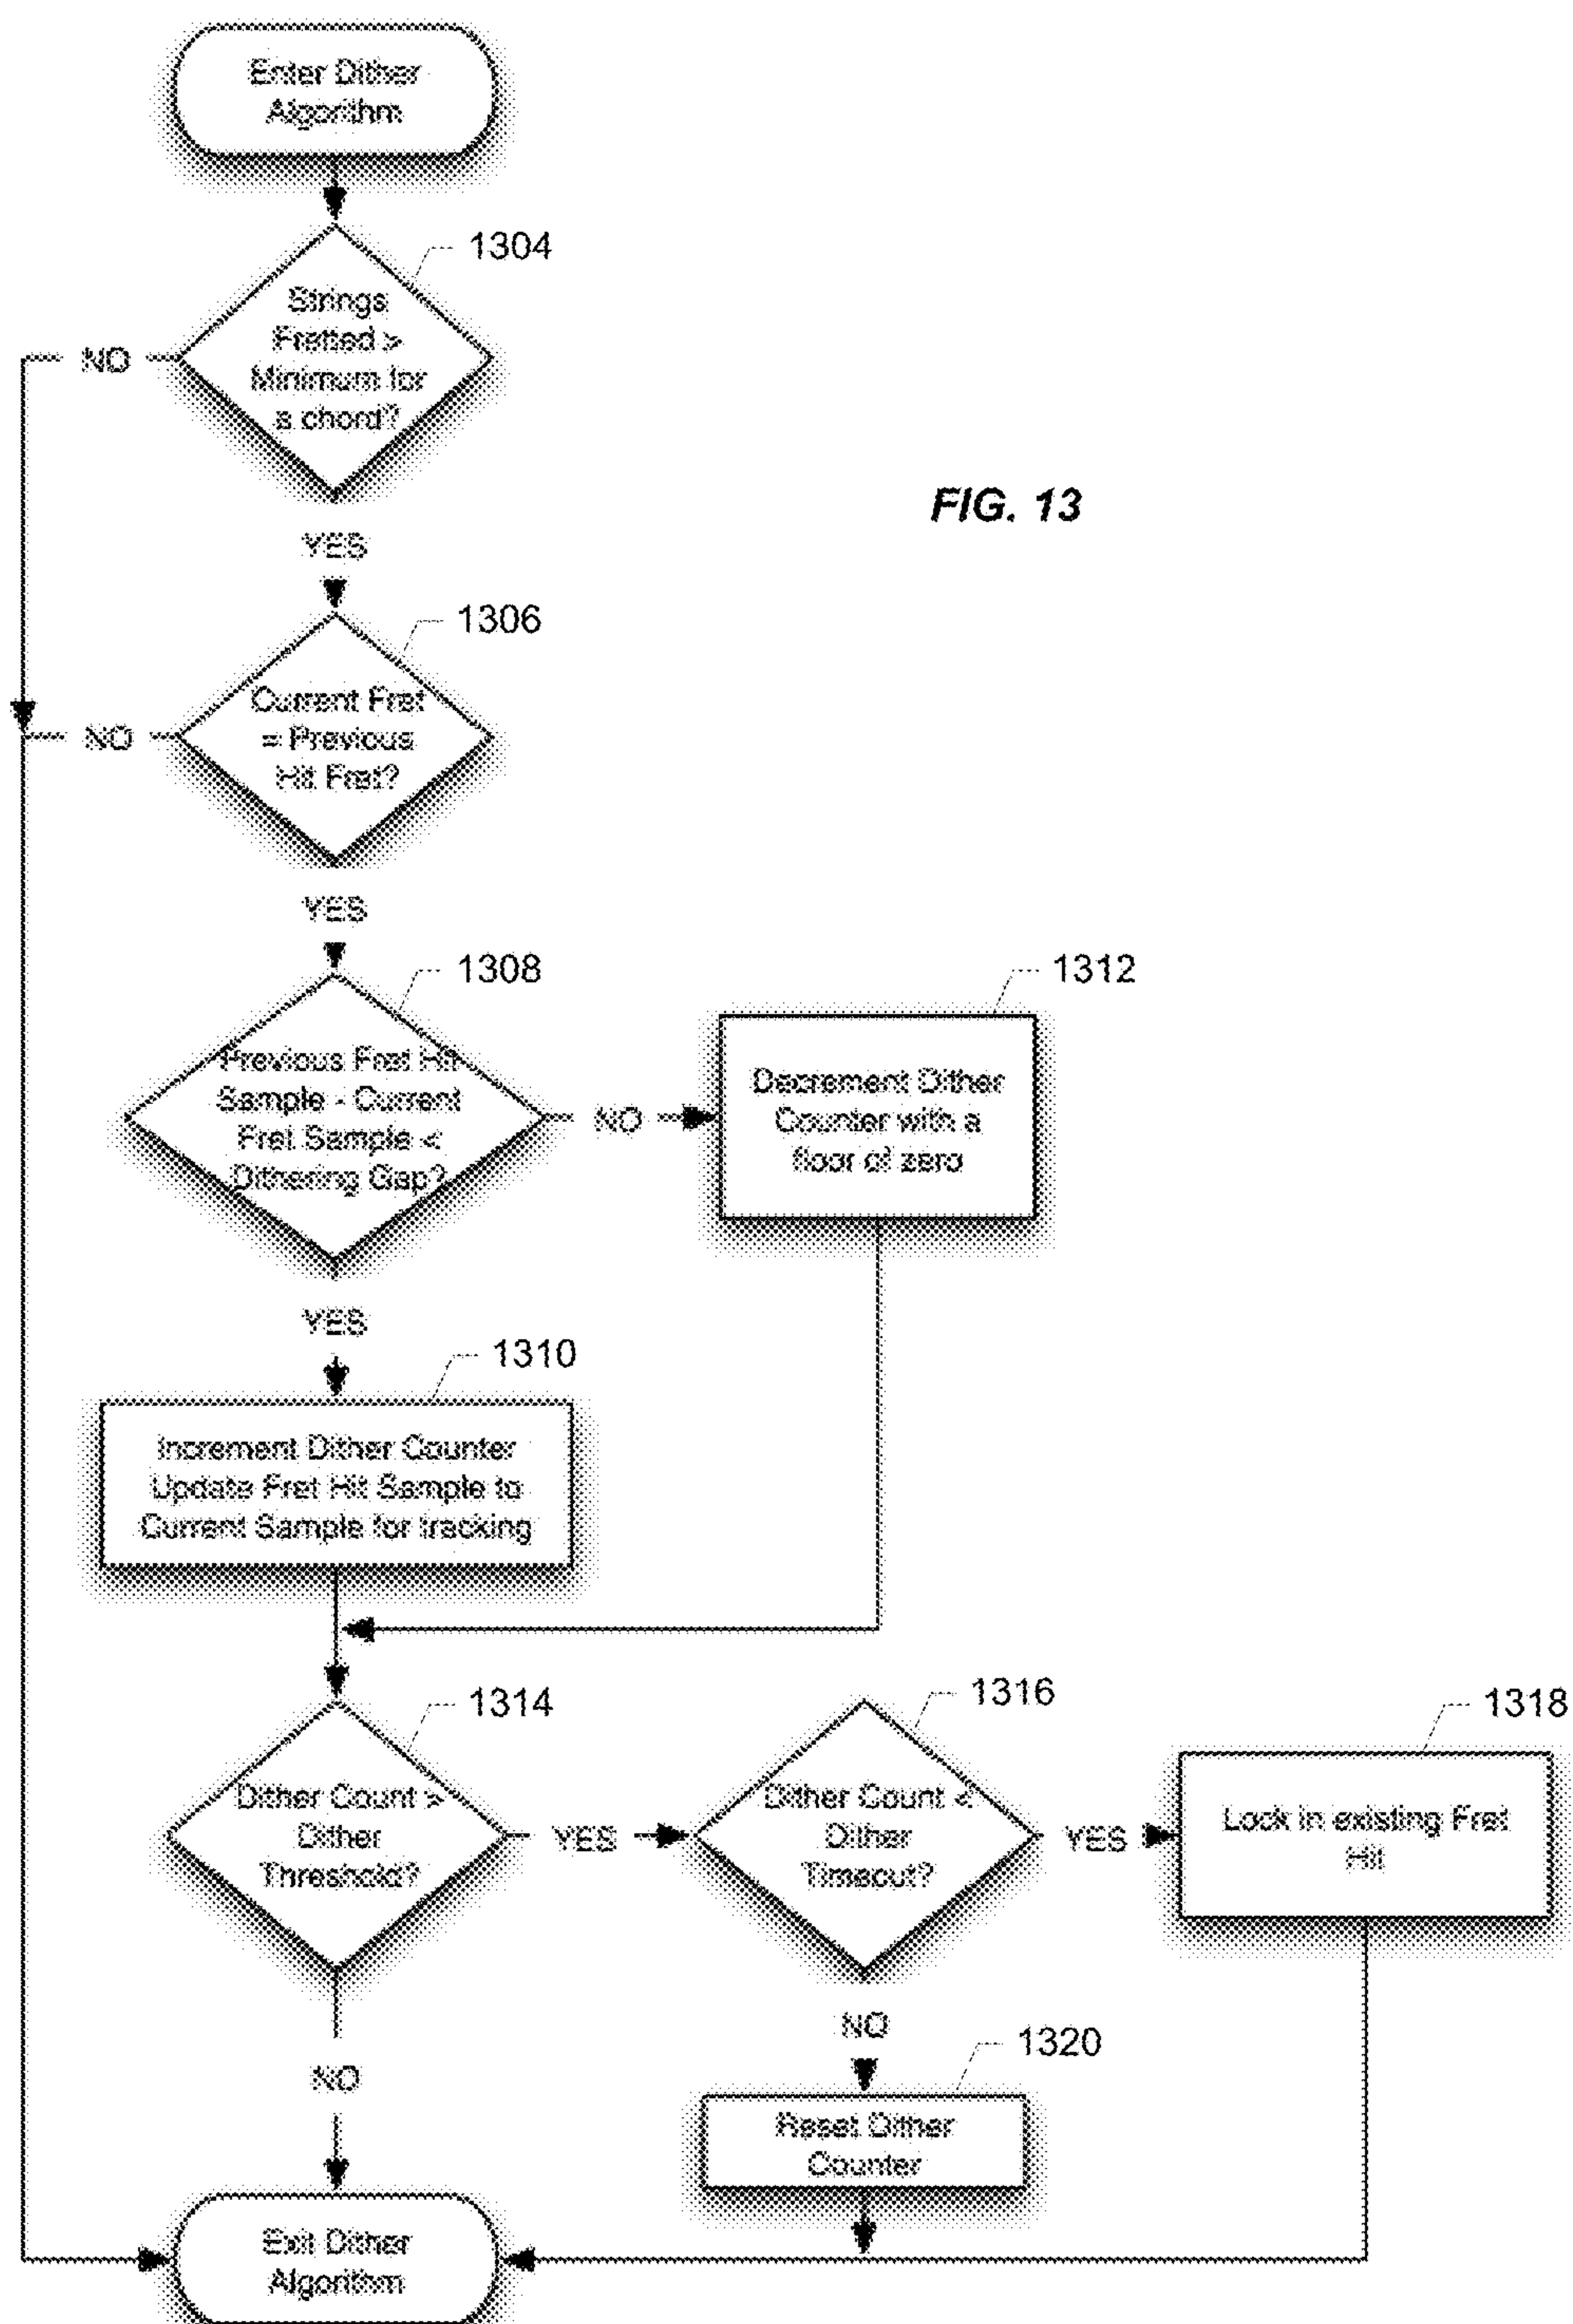 Enter Dither
Algorithm
1304
Strings
Fretted >
Minimum for
a chord?
NO
YES
FIG. 13
1306
Current Fret
= Previous
Hit Fret?
NO
YES
1308
Previous Fret Hit
Sample - Current
Fret Sample <
Dithering Gap?
NO
1312
Decrement Dither
Counter with a
floor of zero
YES
1310
Increment Dither Counter
Update Fret Hit Sample to
Current Sample for tracking
1314
Dither Count >
Dither
Threshold?
YES
1316
Dither Count <
Dither
Timeout?
YES
1318
Lock in existing Fret
Hit
NO
NO
1320
Reset Dither
Counter
Exit Dither
Algorithm